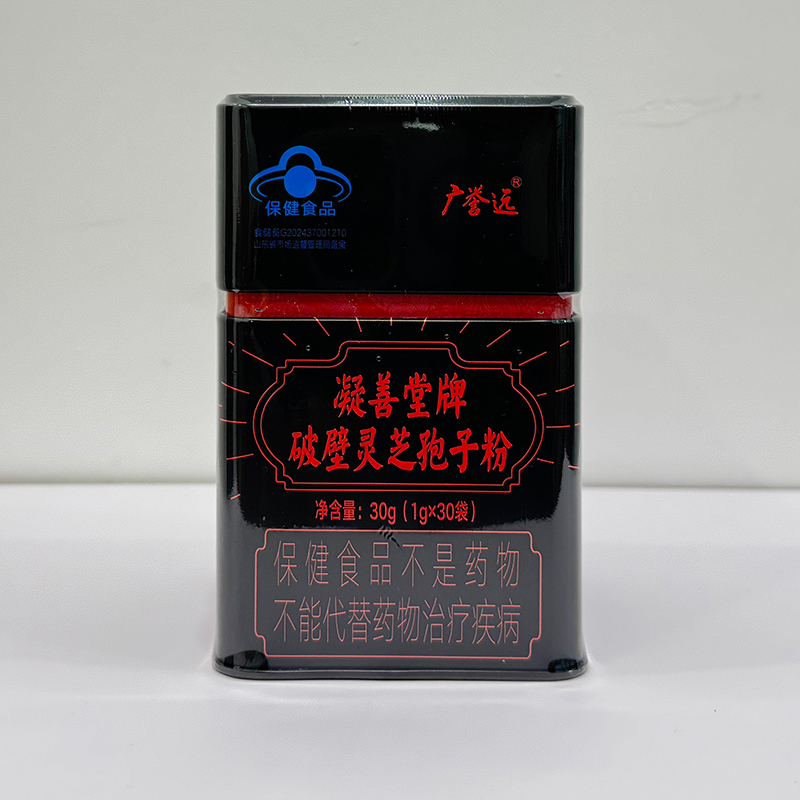 保健食品
食健备G202437001210
山东省市场监督管理局备案
广誉远®
凝善堂牌
破壁灵芝孢子粉
净含量：30g（1g×30袋）
保健食品不是药物
不能代替药物治疗疾病